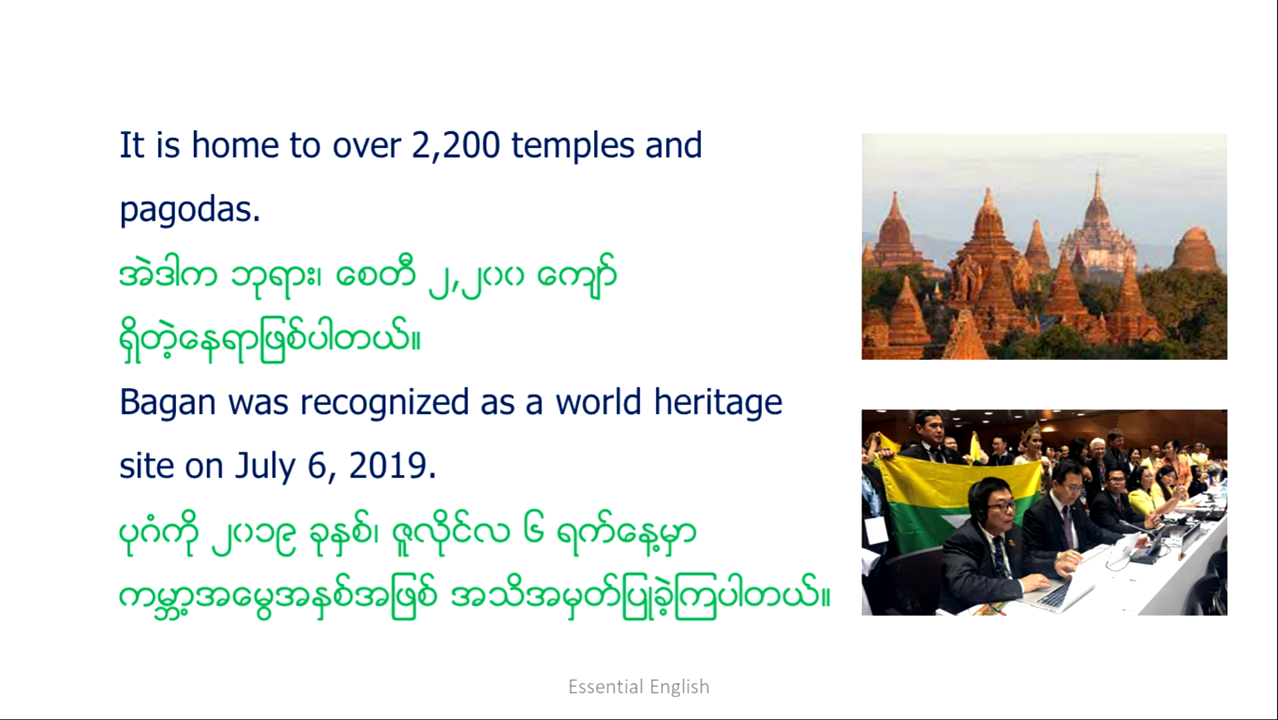 It is home to over 2,200 temples and
pagodas.
အဲဒါက ဘုရား၊ စေတီ ၂,၂၀၀ ကျော်
ရှိတဲ့နေရာဖြစ်ပါတယ်။
Bagan was recognized as a world heritage
site on July 6, 2019.
ပုဂံကို ၂၀၁၉ ခုနှစ်၊ ဇူလိုင်လ ၆ ရက်နေ့မှာ
ကမ္ဘာ့အမွေအနှစ်အဖြစ် အသိအမှတ်ပြုခဲ့ကြပါတယ်။
Essential English